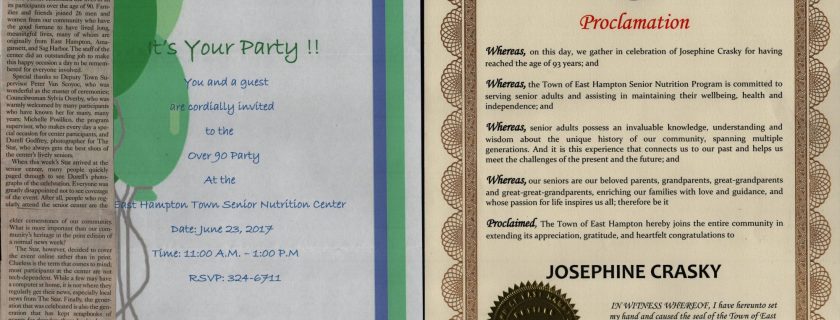 its participants over the age of 90. Fam-
ilies and friends joined 26 men and
women from our community who have
the good fortune to have lived long,
meaningful lives, many of whom are
originally from East Hampton, Ama-
gansett, and Sag Harbor. The staff of the
center did an outstanding job to make
this happy occasion a day to be remem-
bered for everyone involved.
Special thanks to Deputy Town Su-
pervisor Peter Van Scoyoc, who was
wonderful as the master of ceremonies;
Councilwoman Sylvia Overby, who was
warmly welcomed by many participants
who have known her for many, many
years; Michelle Posillico, the program
supervisor, who makes every day a spe-
cial occasion for center participants, and
Durell Godfrey, photographer for The
Star, who always gets the best shots of
the center's lively seniors.
When this week's Star arrived at the
senior center, many people quickly
paged through to see Durell's photo-
graphs of the celebration. Everyone was
greatly disappointed not to see coverage
of the event. After all, people who reg-
ularly attend the senior center are the
elder cornerstones of our community.
What is more important than our com-
munity's heritage in the print edition of
a normal news week?
The Star, however, decided to cover
the event online rather than in print.
Clueless is the term that comes to mind;
most participants at the center are not
tech-dependent. While a few may have
a computer at home, it is not where they
regularly get their news, especially local
news from The Star. Finally, the gener-
ation that was celebrated is also the gen-
eration that has kept scrapbooks of
It's Your Party !!
You and a guest
are cordially invited
to the
Over 90 Party
At the
East Hampton Town Senior Nutrition Center
Date: June 23, 2017
Time: 11:00 A.M. – 1:00 P.M
RSVP: 324-6711
Proclamation
Whereas, on this day, we gather in celebration of Josephine Crasky for having
reached the age of 93 years; and
Whereas, the Town of East Hampton Senior Nutrition Program is committed to
serving senior adults and assisting in maintaining their wellbeing, health and
independence; and
Whereas, senior adults possess an invaluable knowledge, understanding and
wisdom about the unique history of our community, spanning multiple
generations. And it is this experience that connects us to our past and helps us
meet the challenges of the present and the future; and
Whereas, our seniors are our beloved parents, grandparents, great-grandparents
and great-great-grandparents, enriching our families with love and guidance, and
whose passion for life inspires us all; therefore be it
Proclaimed, The Town of East Hampton hereby joins the entire community in
extending its appreciation, gratitude, and heartfelt congratulations to
JOSEPHINE CRASKY
IN WITNESS WHEREOF, I have hereunto set
my hand and caused the seal of the Town of East